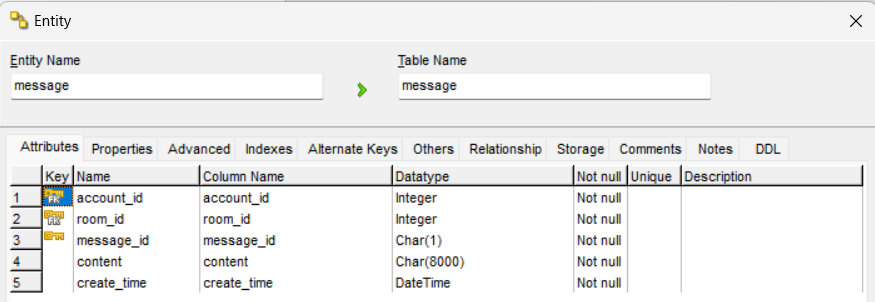 Entity
Entity Name Table Name
message message
Attributes Properties Advanced Indexes Alternate Keys Others Relationship Storage Comments Notes DDL
Key Name Column Name Datatype Not null Unique Description
1 FK account_id account_id Integer Not null
2 FK room_id room_id Integer Not null
3 message_id message_id Char(1) Not null
4 content content Char(8000) Not null
5 create_time create_time DateTime Not null